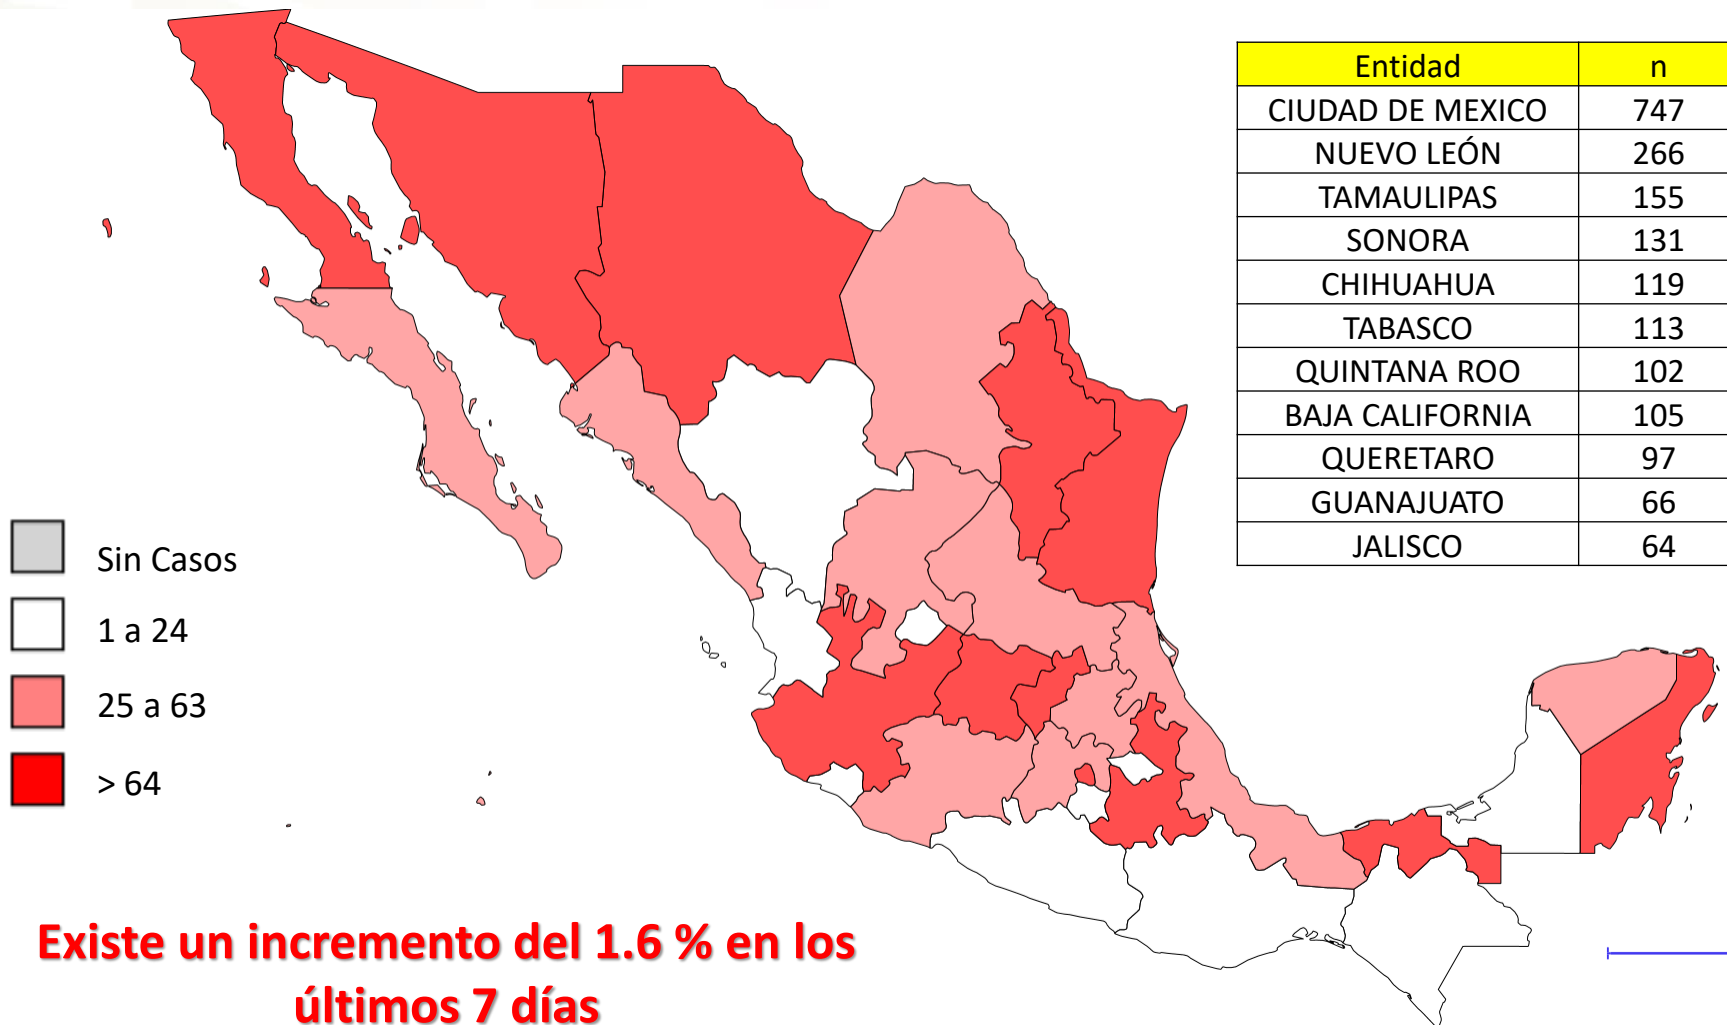 Entidad n
CIUDAD DE MEXICO 747
NUEVO LEÓN 266
TAMAULIPAS 155
SONORA 131
CHIHUAHUA 119
TABASCO 113
QUINTANA ROO 102
BAJA CALIFORNIA 105
QUERETARO 97
GUANAJUATO 66
JALISCO 64
Sin Casos
1 a 24
25 a 63
> 64
Existe un incremento del 1.6 % en los
últimos 7 días